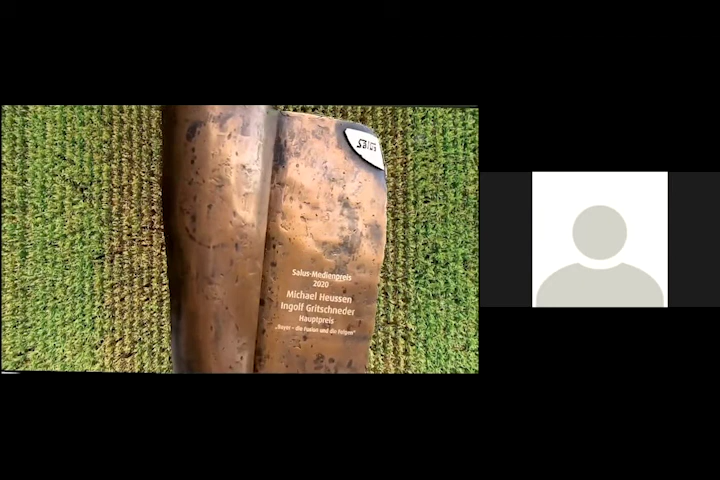 Salus
Salus-Medienpreis
2020
Michael Heussen
Ingolf Gritschneder
Hauptpreis
„Bayer – die Fusion und die Folgen“